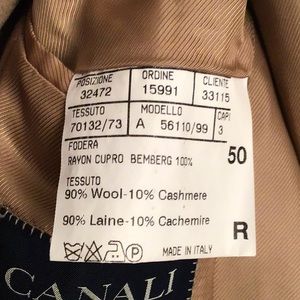 POSIZIONE ORDINE CLIENTE
32472 15991 33115
TESSUTO MODELLO CAPI
70132/73 A 56110/99 3
FODERA
RAYON CUPRO BEMBERG 100% 50
TESSUTO
90% Wool-10% Cashmere
90% Laine-10% Cachemire
R
P MADE IN ITALY
CANALI